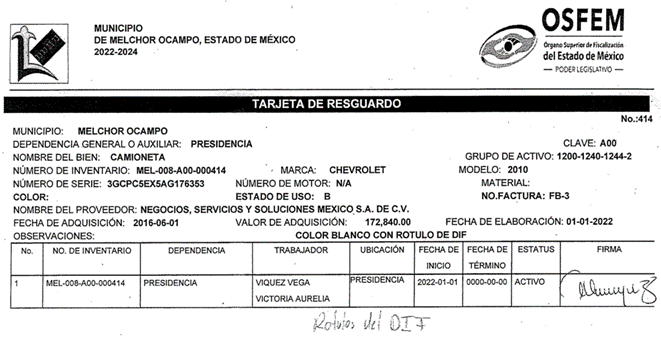 MUNICIPIO
DE MELCHOR OCAMPO, ESTADO DE MÉXICO
2022-2024
OSFEM
Órgano Superior de Fiscalización
del Estado de México
PODER LEGISLATIVO
TARJETA DE RESGUARDO
No.:414
MUNICIPIO: MELCHOR OCAMPO
DEPENDENCIA GENERAL O AUXILIAR: PRESIDENCIA CLAVE: A00
NOMBRE DEL BIEN: CAMIONETA GRUPO DE ACTIVO: 1200-1240-1244-2
NÚMERO DE INVENTARIO: MEL-008-A00-000414 MARCA: CHEVROLET MODELO: 2010
NÚMERO DE SERIE: 3GCPC5EX5AG176353 NÚMERO DE MOTOR: N/A MATERIAL:
COLOR: ESTADO DE USO: B NO.FACTURA: FB-3
NOMBRE DEL PROVEEDOR: NEGOCIOS, SERVICIOS Y SOLUCIONES MEXICO S.A. DE C.V.
FECHA DE ADQUISICIÓN: 2016-06-01 VALOR DE ADQUISICIÓN: 172,840.00 FECHA DE ELABORACIÓN: 01-01-2022
OBSERVACIONES: COLOR BLANCO CON ROTULO DE DIF
No. NO. DE INVENTARIO DEPENDENCIA TRABAJADOR UBICACIÓN FECHA DE INICIO FECHA DE TÉRMINO ESTATUS FIRMA
1 MEL-008-A00-000414 PRESIDENCIA VIQUEZ VEGA PRESIDENCIA 2022-01-01 0000-00-00 ACTIVO
VICTORIA AURELIA
Rotulos del DIF